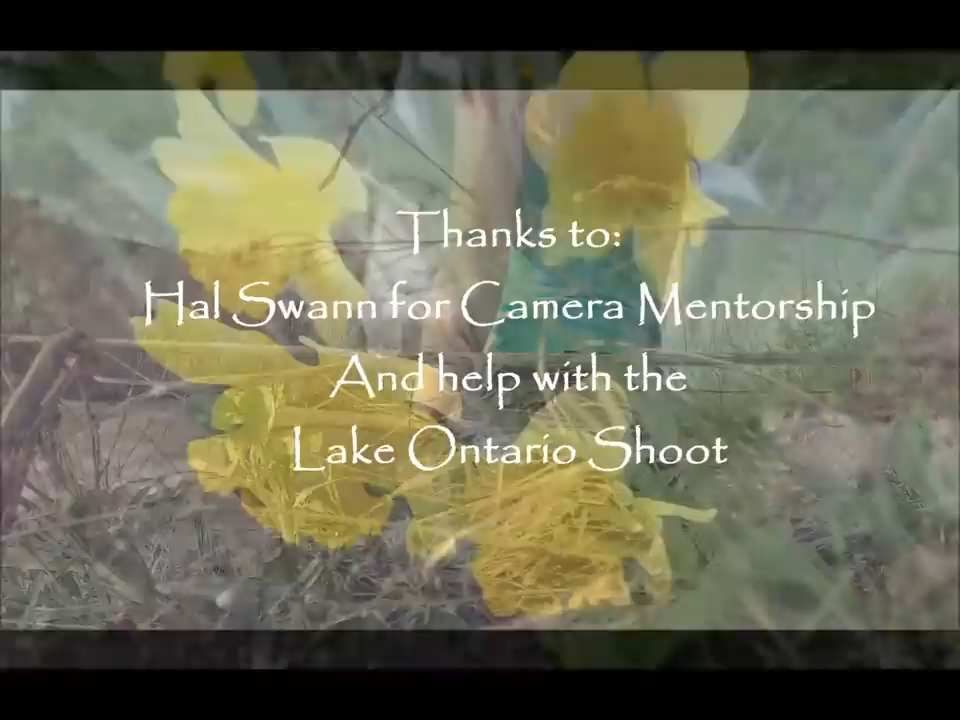 Thanks to:
Hal Swann for Camera Mentorship
And help with the
Lake Ontario Shoot